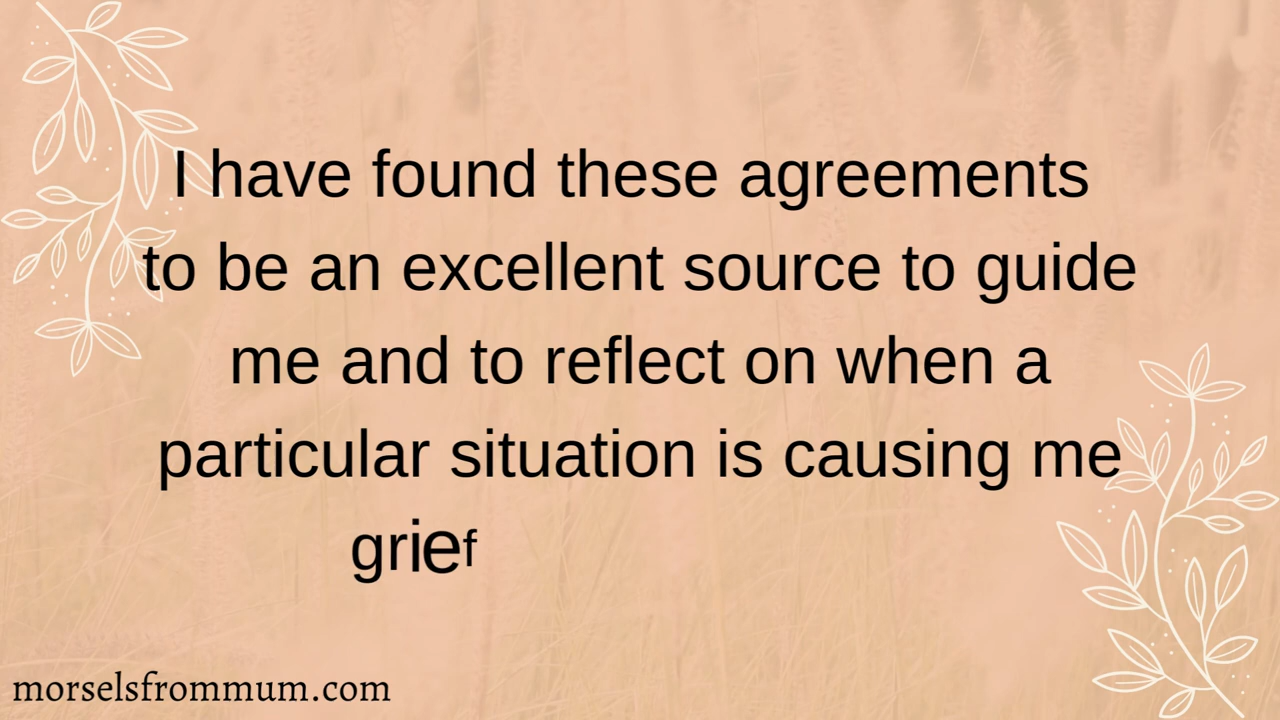 I have found these agreements
to be an excellent source to guide
me and to reflect on when a
particular situation is causing me
grief
morselsfrommum.com